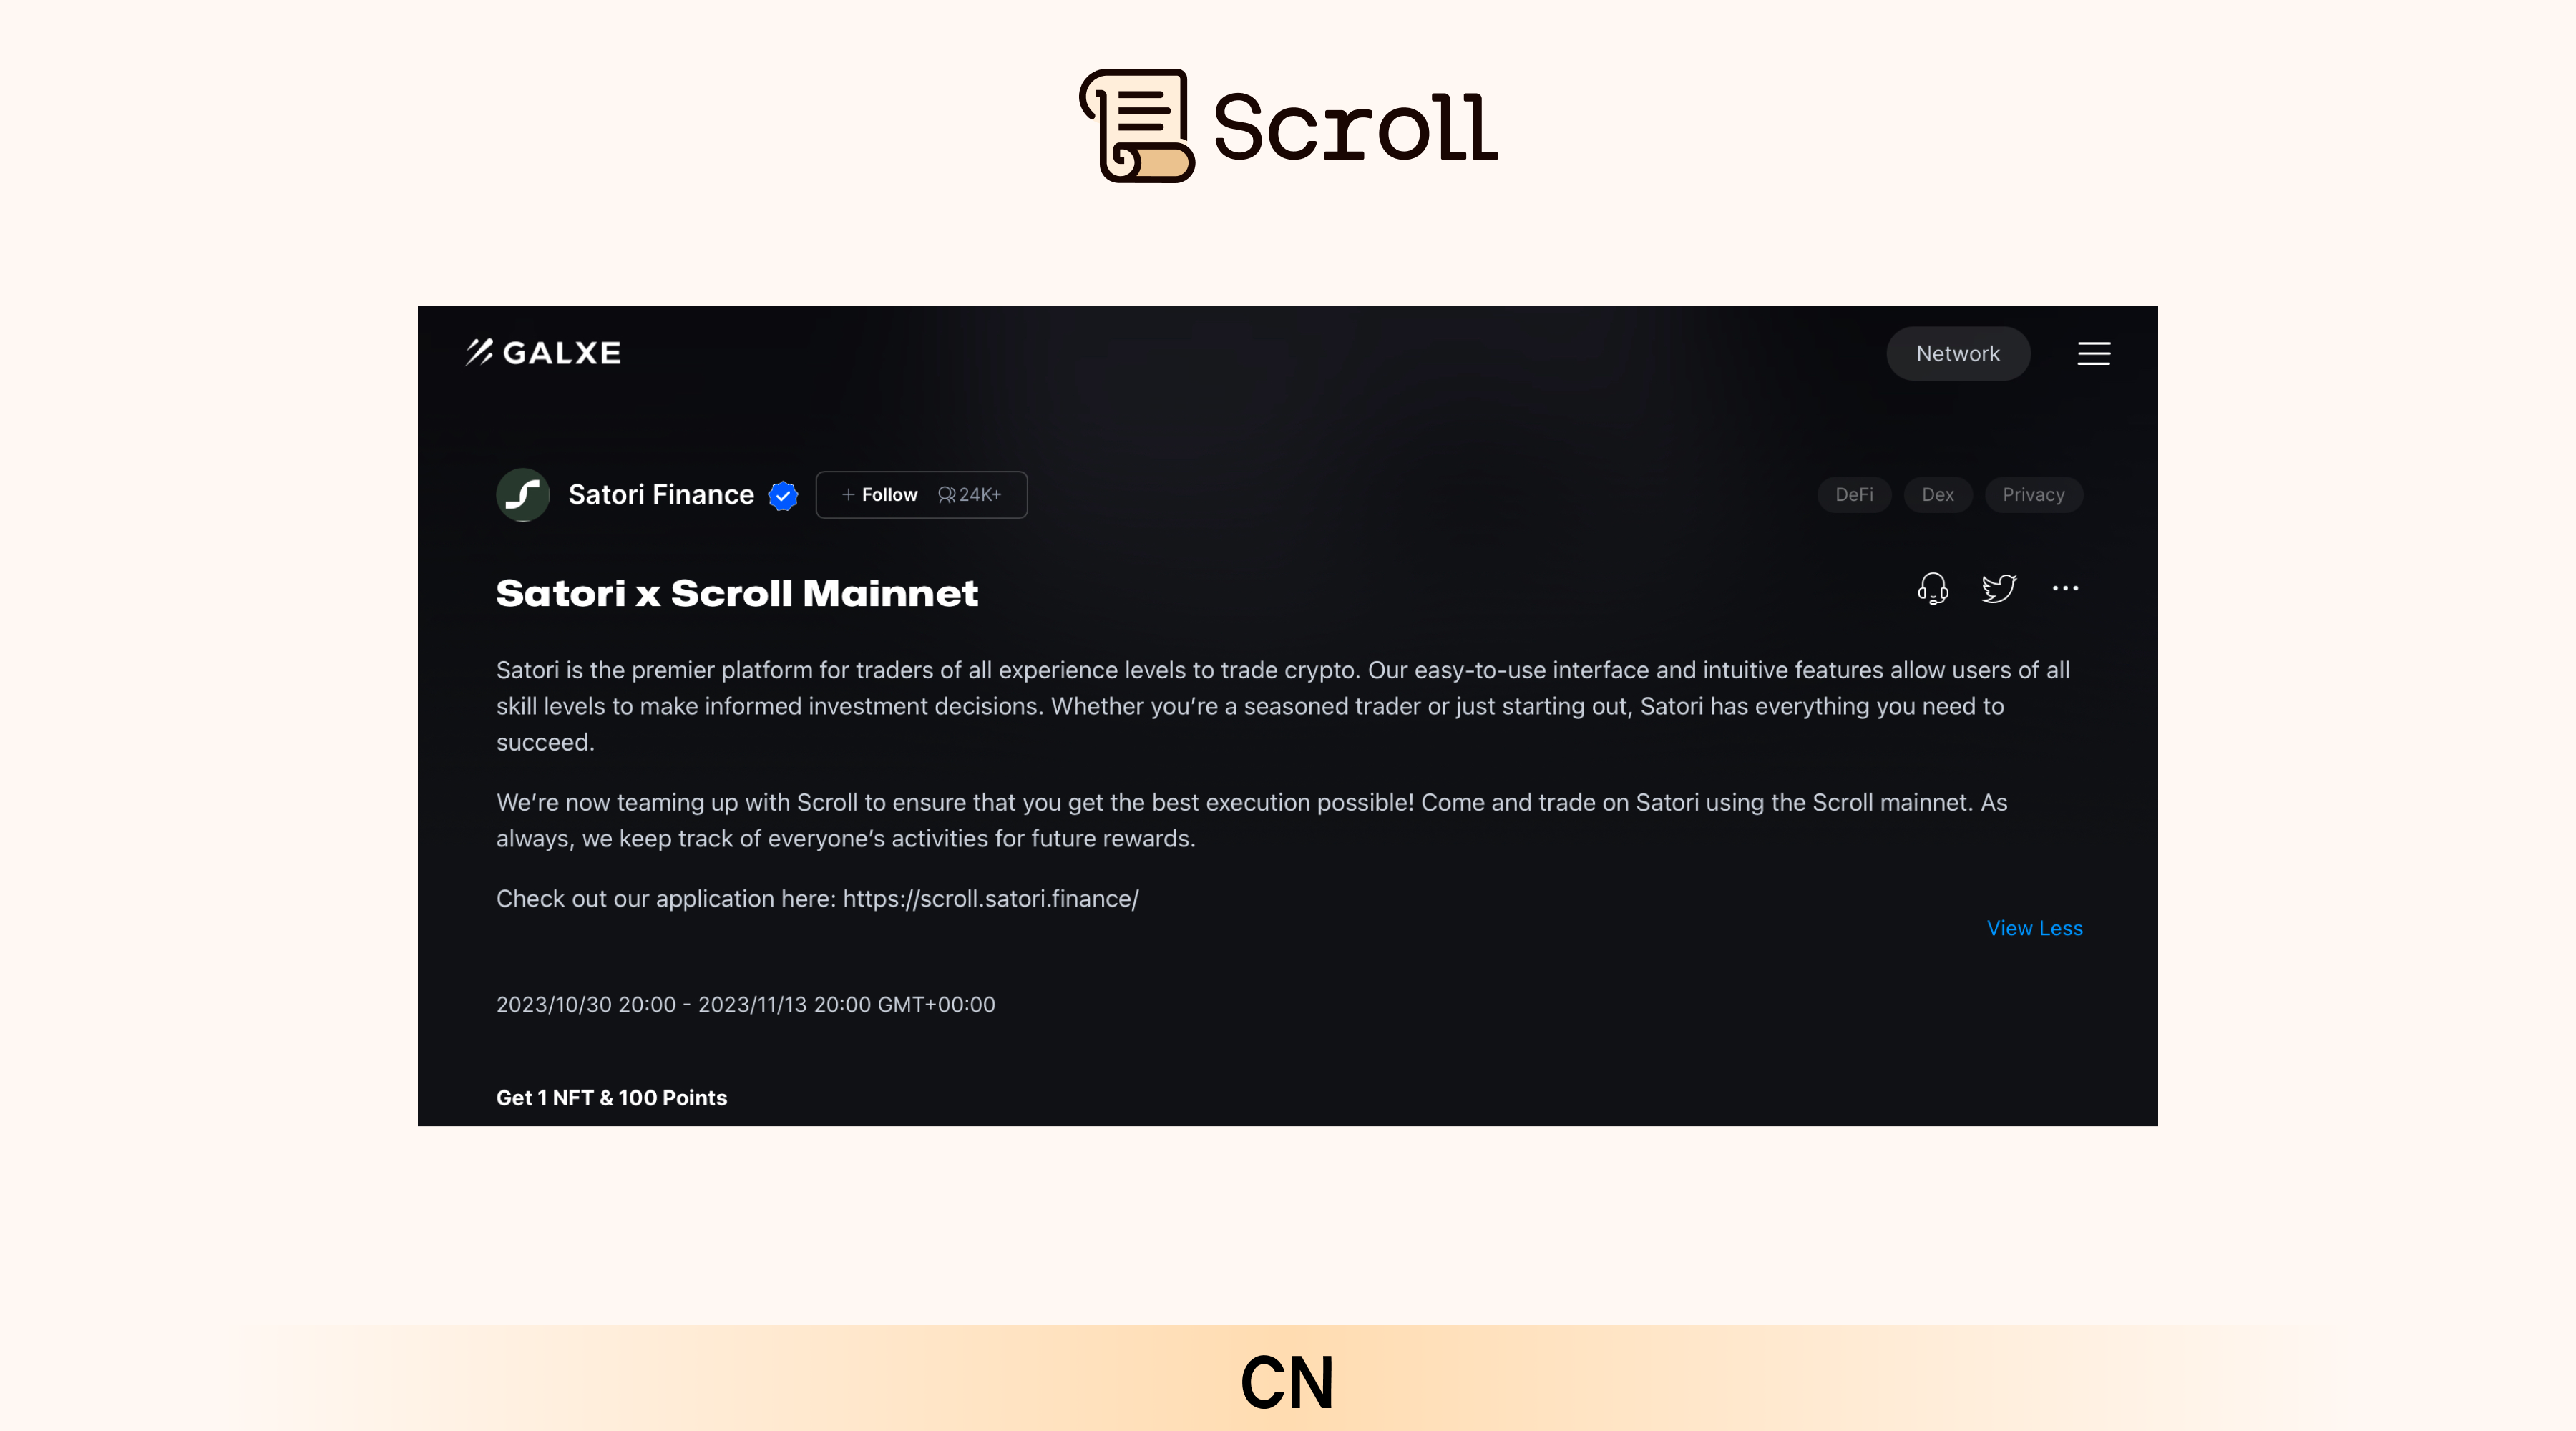 Scroll
GALXE
Network
Satori Finance
+ Follow 24K+
DeFi
Dex
Privacy
Satori x Scroll Mainnet
Satori is the premier platform for traders of all experience levels to trade crypto. Our easy-to-use interface and intuitive features allow users of all
skill levels to make informed investment decisions. Whether you’re a seasoned trader or just starting out, Satori has everything you need to
succeed.
We’re now teaming up with Scroll to ensure that you get the best execution possible! Come and trade on Satori using the Scroll mainnet. As
always, we keep track of everyone’s activities for future rewards.
Check out our application here: https://scroll.satori.finance/
View Less
2023/10/30 20:00 - 2023/11/13 20:00 GMT+00:00
Get 1 NFT & 100 Points
CN